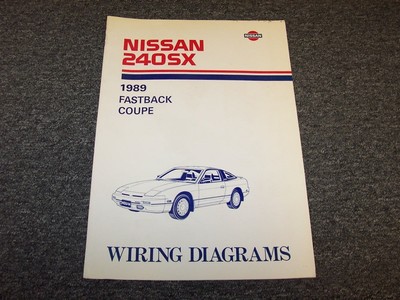 NISSAN
240SX
NISSAN
1989
FASTBACK
COUPE
WIRING DIAGRAMS